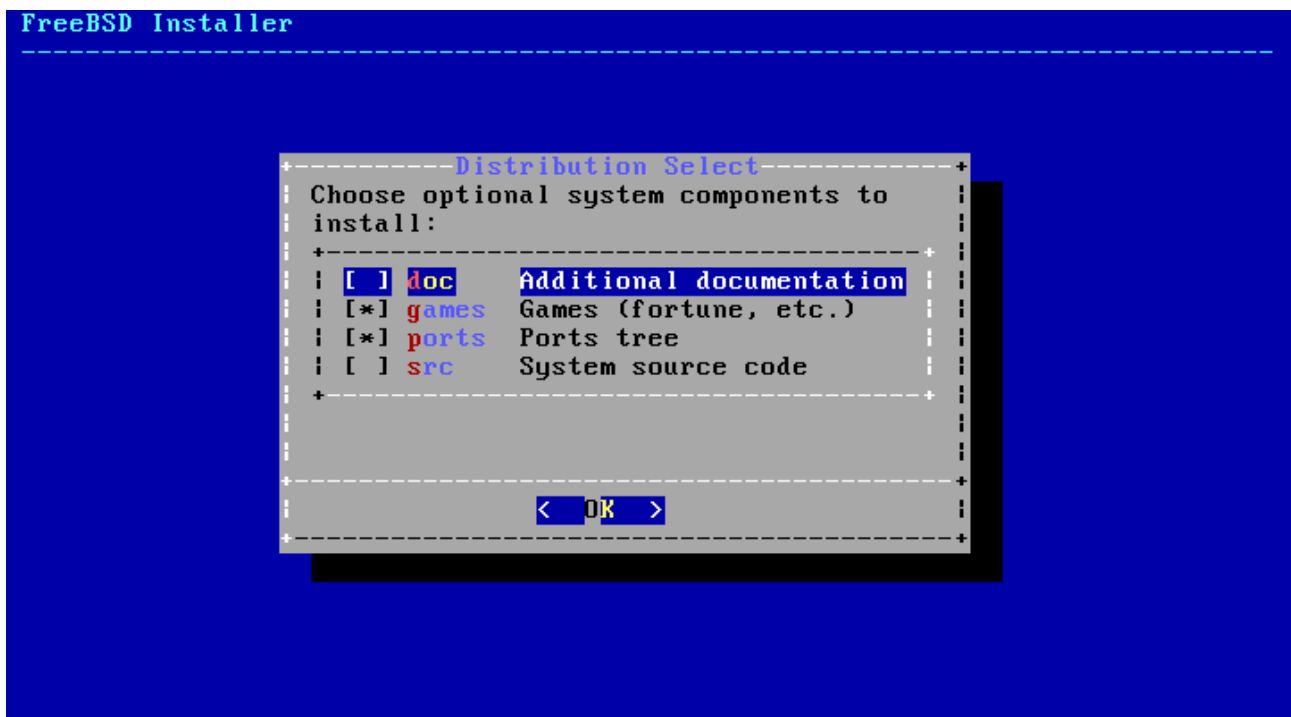 FreeBSD Installer
Distribution Select
Choose optional system components to
install:
[ ] doc Additional documentation
[*] games Games (fortune, etc.)
[*] ports Ports tree
[ ] src System source code
< OK >